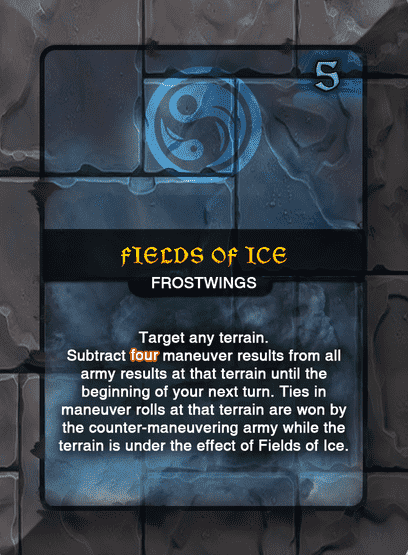 5
FIELDS OF ICE
FROSTWINGS
Target any terrain.
Subtract four maneuver results from all
army results at that terrain until the
beginning of your next turn. Ties in
maneuver rolls at that terrain are won by
the counter-maneuvering army while the
terrain is under the effect of Fields of Ice.